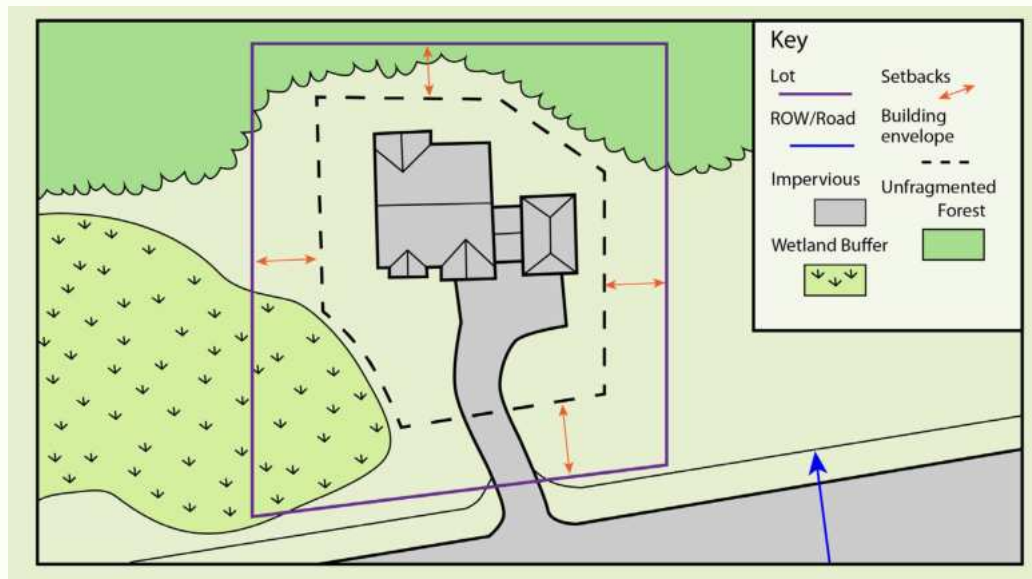 Key
Lot
Setbacks
ROW/Road
Building
envelope
Impervious
Unfragmented
Forest
Wetland Buffer